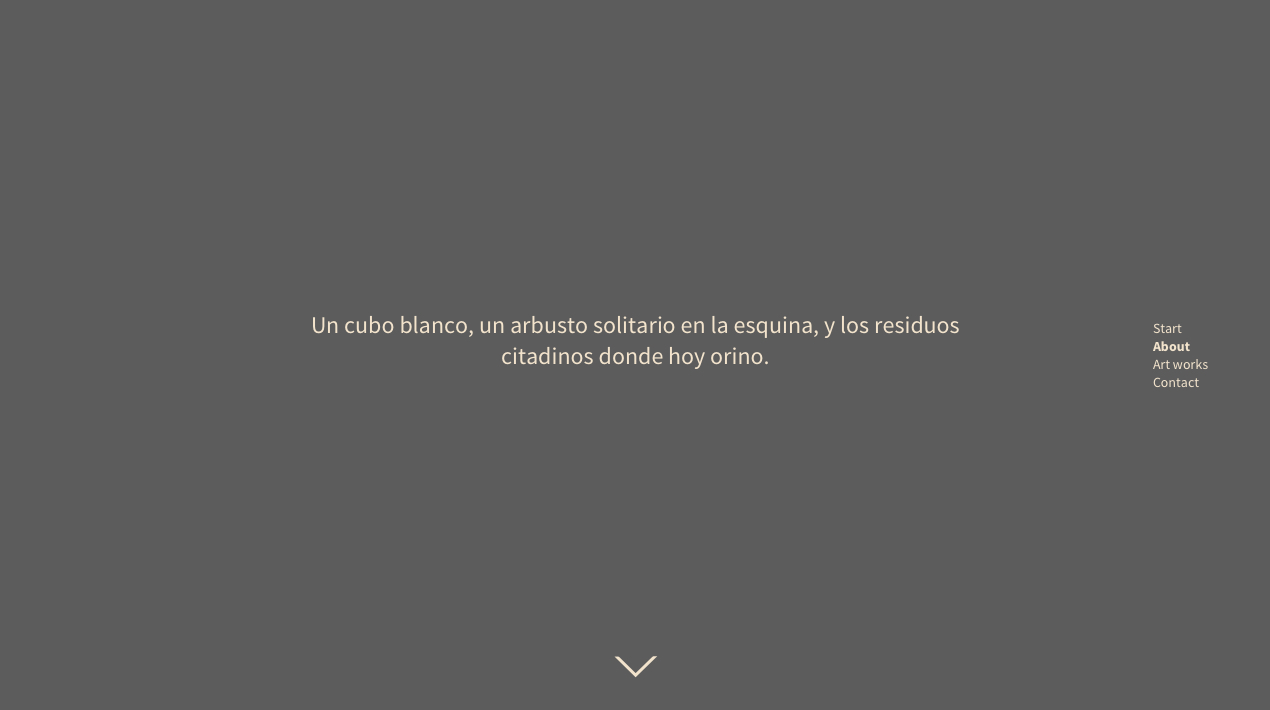 Un cubo blanco, un arbusto solitario en la esquina, y los residuos
citadinos donde hoy orino.
Start
About
Art works
Contact